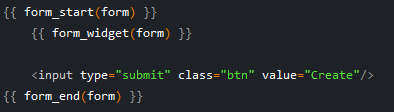 {{ form_start(form) }}
    {{ form_widget(form) }}

    <input type="submit" class="btn" value="Create"/>
{{ form_end(form) }}